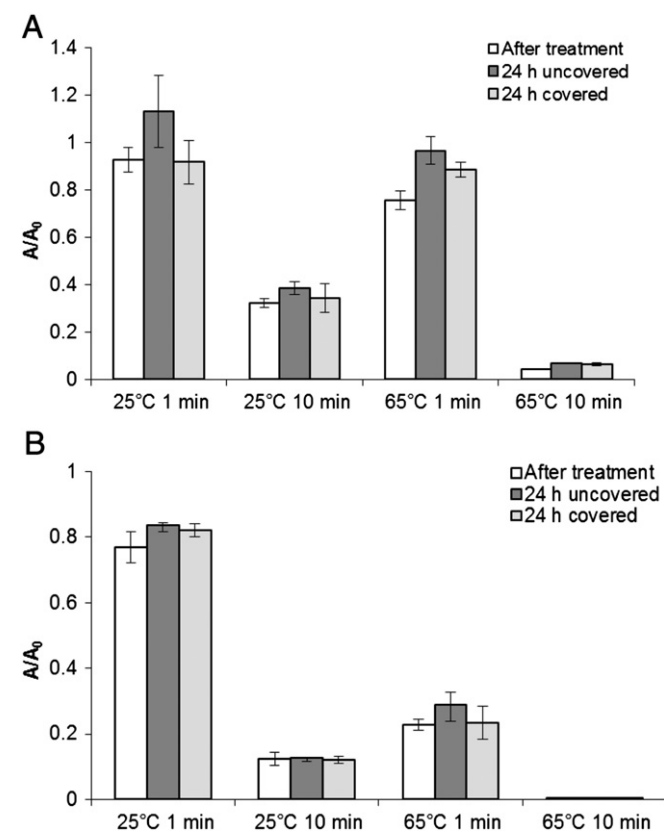 A
1.4
1.2
1
0.8
0.6
0.4
0.2
0
A/A₀
After treatment
24 h uncovered
24 h covered
25°C 1 min 25°C 10 min 65°C 1 min 65°C 10 min
B
1
0.8
0.6
0.4
0.2
0
A/A₀
After treatment
24 h uncovered
24 h covered
25°C 1 min 25°C 10 min 65°C 1 min 65°C 10 min